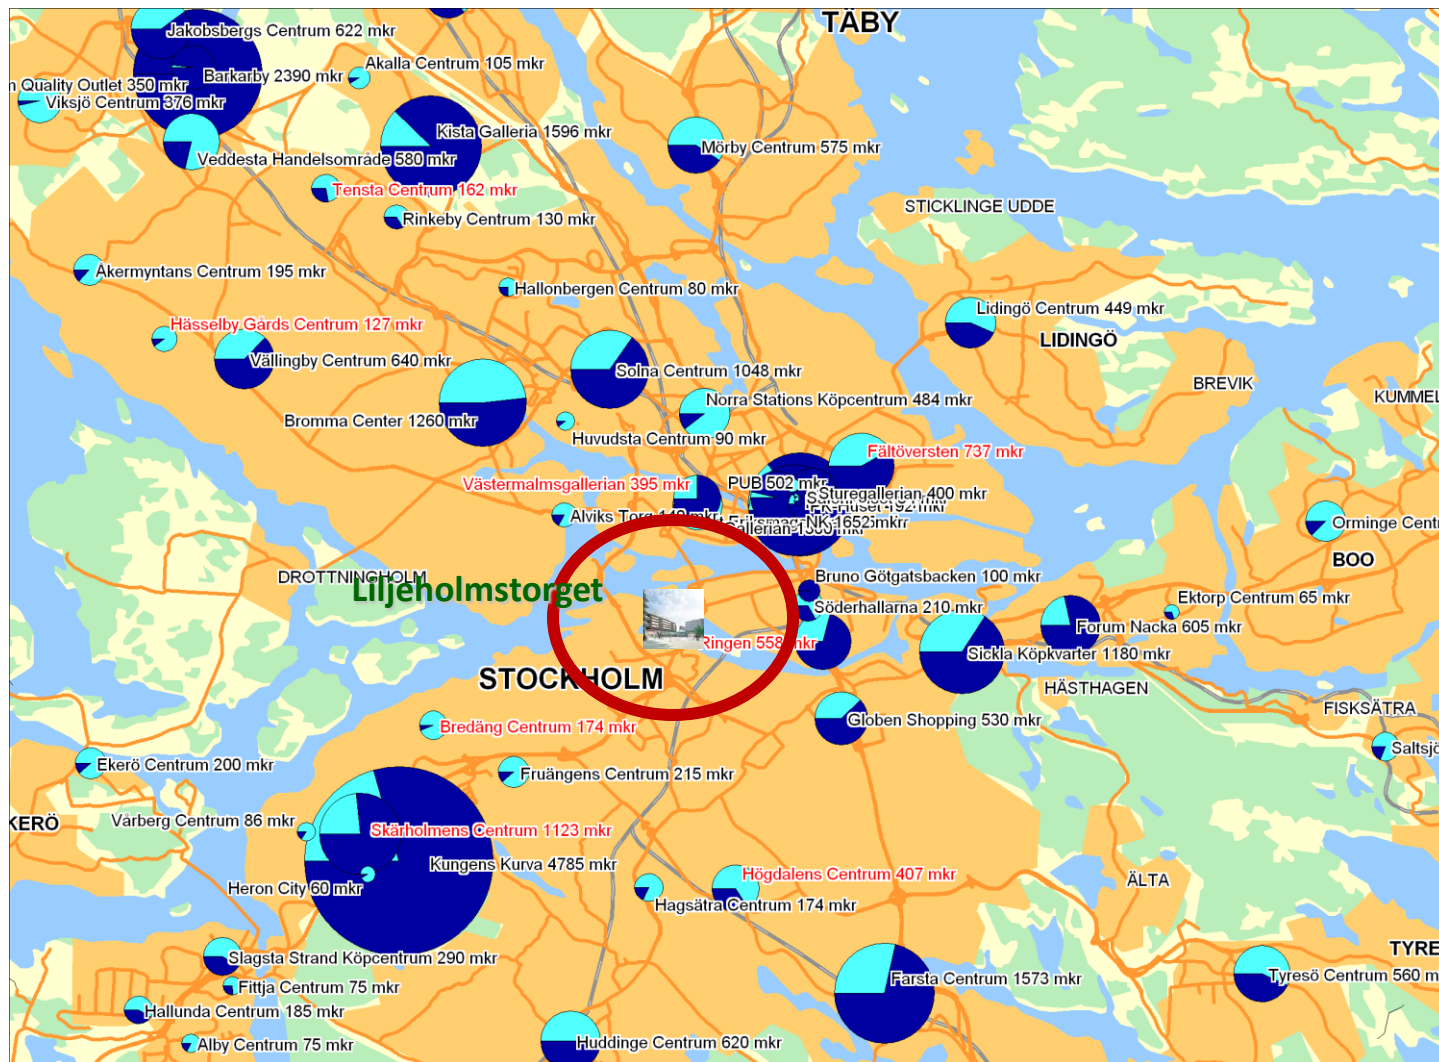 TÄBY
Jakobsbergs Centrum 622 mkr
Akalla Centrum 105 mkr
Barkarby 2390 mkr
Quality Outlet 350 mkr
Viksjö Centrum 376 mkr
Kista Galleria 1596 mkr
Mörby Centrum 575 mkr
Veddesta Handelsområde 580 mkr
Tensta Centrum 162 mkr
STICKLINGE UDDE
Rinkeby Centrum 130 mkr
Åkermyntans Centrum 195 mkr
Hallonbergen Centrum 80 mkr
Lidingö Centrum 449 mkr
Hässelby Gårds Centrum 127 mkr
LIDINGÖ
Vällingby Centrum 640 mkr
Solna Centrum 1048 mkr
BREVIK
KUMMEL
Norra Stations Köpcentrum 484 mkr
Bromma Center 1260 mkr
Huvudsta Centrum 90 mkr
Fältöversten 737 mkr
Västermalmsgallerian 395 mkr
PUB 502 mkr
Sturegallerian 400 mkr
NK 1652
Alviks Torg
Orminge Cent
BOO
DROTTNINGHOLM
Liljeholmstorget
Bruno Götgatsbacken 100 mkr
Ektorp Centrum 65 mkr
Söderhallarna 210 mkr
Forum Nacka 605 mkr
Ringen 558 mkr
Sickla Köpkvarter 1180 mkr
STOCKHOLM
HÄSTHAGEN
FISKSÄTRA
Globen Shopping 530 mkr
Bredäng Centrum 174 mkr
Saltsjö
Ekerö Centrum 200 mkr
Fruängens Centrum 215 mkr
KERÖ
Vårberg Centrum 86 mkr
Skärholmens Centrum 1123 mkr
Kungens Kurva 4785 mkr
Högdalens Centrum 407 mkr
Heron City 60 mkr
ÄLTA
Hagsätra Centrum 174 mkr
TYRE
Slagsta Strand Köpcentrum 290 mkr
Farsta Centrum 1573 mkr
Tyresö Centrum 560 m
Fittja Centrum 75 mkr
Hallunda Centrum 185 mkr
Alby Centrum 75 mkr
Huddinge Centrum 620 mkr